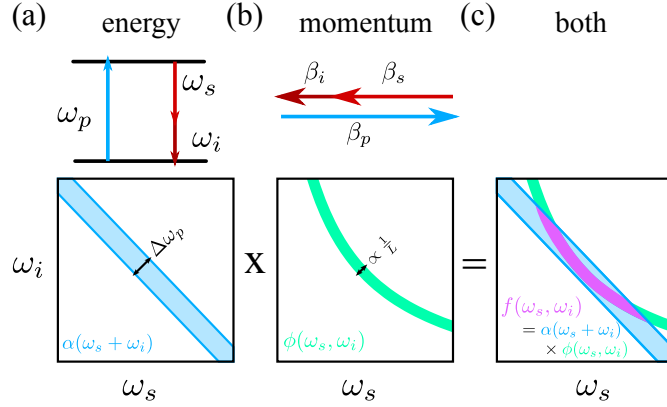 (a) energy (b) momentum (c) both
ω_p ω_s ω_i
β_i β_s
β_p
ω_i
Δω_p
α(ω_s + ω_i)
ω_s
x
∝ 1/L
ϕ(ω_s, ω_i)
ω_s
=
f(ω_s, ω_i)
= α(ω_s + ω_i)
× ϕ(ω_s, ω_i)
ω_s